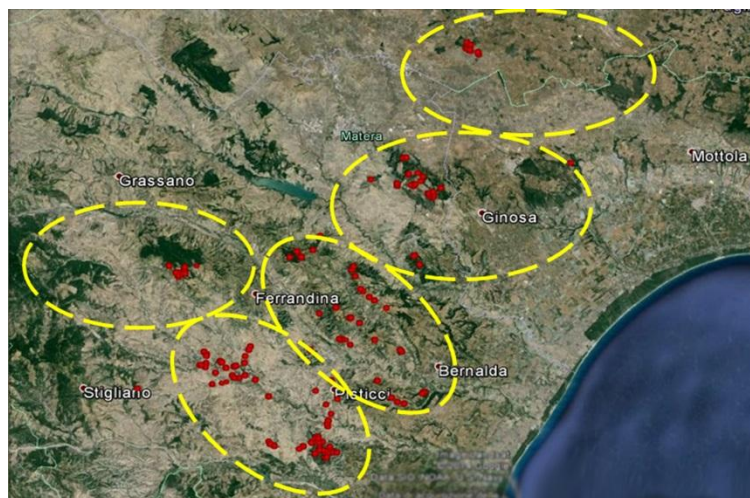 Matera
Mottola
Grassano
Ginosa
Ferrandina
Bernalda
Stigliano
Pisticci